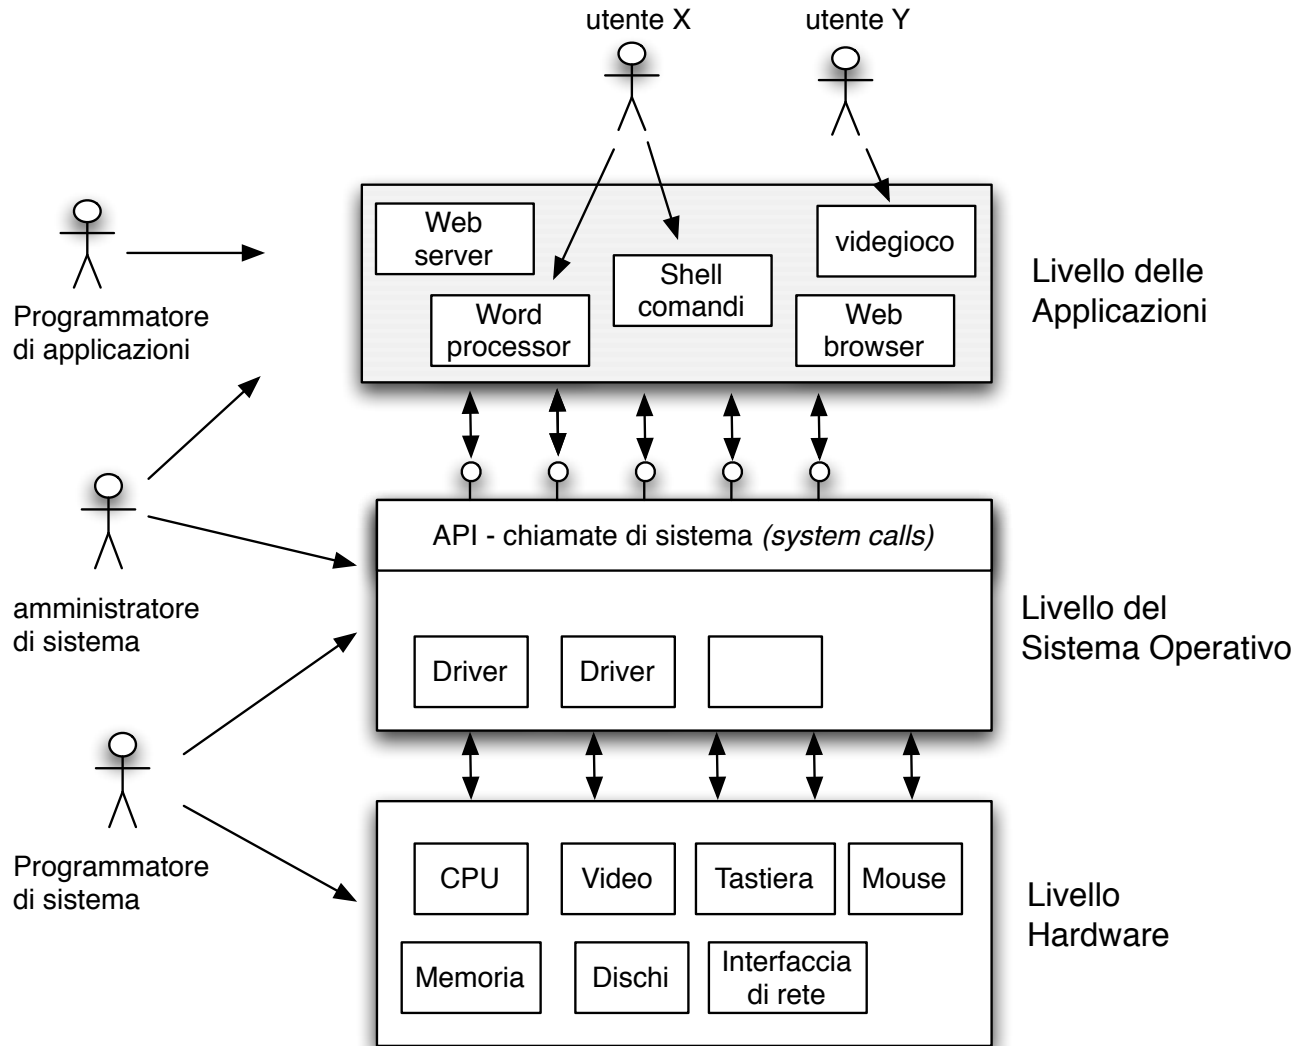 utente X
utente Y
Web
server
videgioco
Shell
comandi
Word
processor
Web
browser
Livello delle
Applicazioni
Programmatore
di applicazioni
API - chiamate di sistema (system calls)
amministratore
di sistema
Livello del
Sistema Operativo
Driver
Driver
Programmatore
di sistema
CPU
Video
Tastiera
Mouse
Livello
Hardware
Memoria
Dischi
Interfaccia
di rete